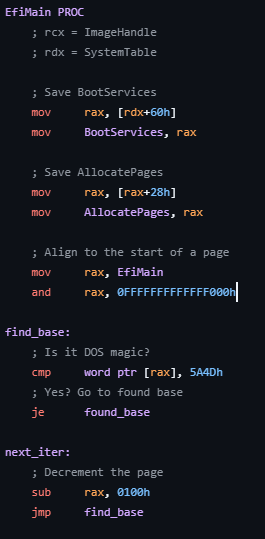 EfiMain PROC
; rcx = ImageHandle
; rdx = SystemTable
; Save BootServices
mov rax, [rdx+60h]
mov BootServices, rax
; Save AllocatePages
mov rax, [rax+28h]
mov AllocatePages, rax
; Align to the start of a page
mov rax, EfiMain
and rax, 0FFFFFFFFFFFFF000h
find_base:
; Is it DOS magic?
cmp word ptr [rax], 5A4Dh
; Yes? Go to found base
je found_base
next_iter:
; Decrement the page
sub rax, 0100h
jmp find_base